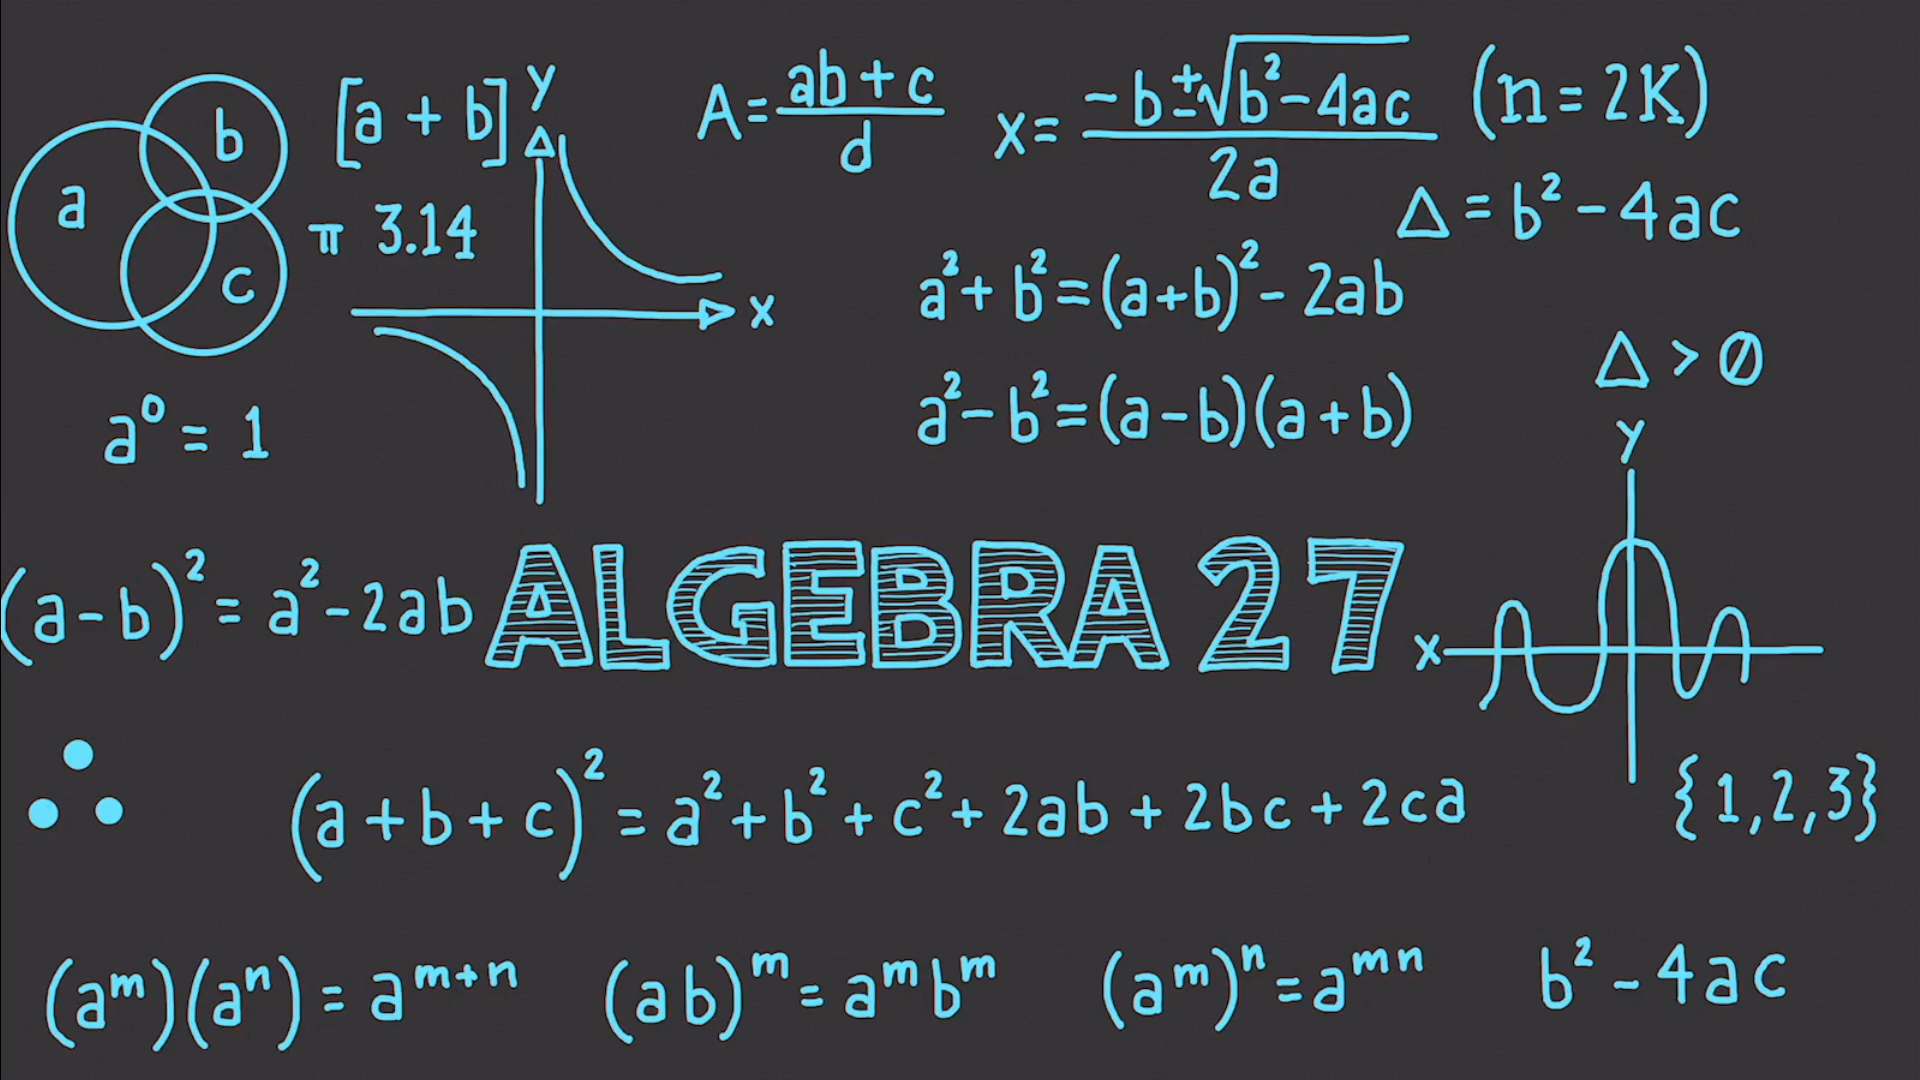 a
b
c
[a + b]
π 3.14
a⁰ = 1
y
x
A = (ab + c)/d
x = (-b ± √(b² - 4ac))/2a
(n = 2K)
Δ = b² - 4ac
a² + b² = (a+b)² - 2ab
a² - b² = (a-b)(a+b)
Δ > 0
y
x
(a-b)² = a² - 2ab
ALGEBRA 27
∴
(a + b + c)² = a² + b² + c² + 2ab + 2bc + 2ca
{1,2,3}
(aᵐ)(aⁿ) = aᵐ⁺ⁿ
(ab)ᵐ = aᵐbᵐ
(aᵐ)ⁿ = aᵐⁿ
b² - 4ac